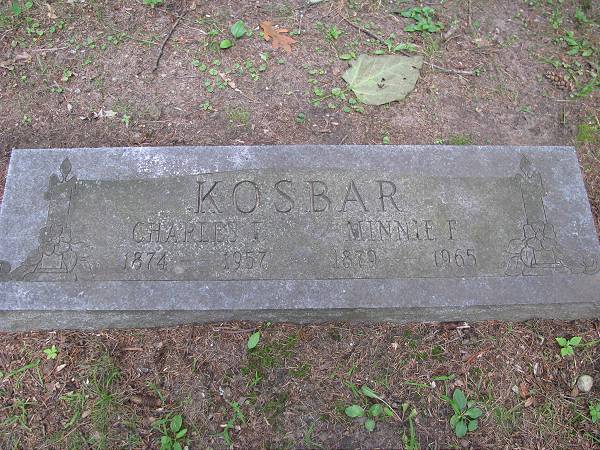 KOSBAR
CHARLES T. MINNIE F.
1874 — 1957 1879 — 1965